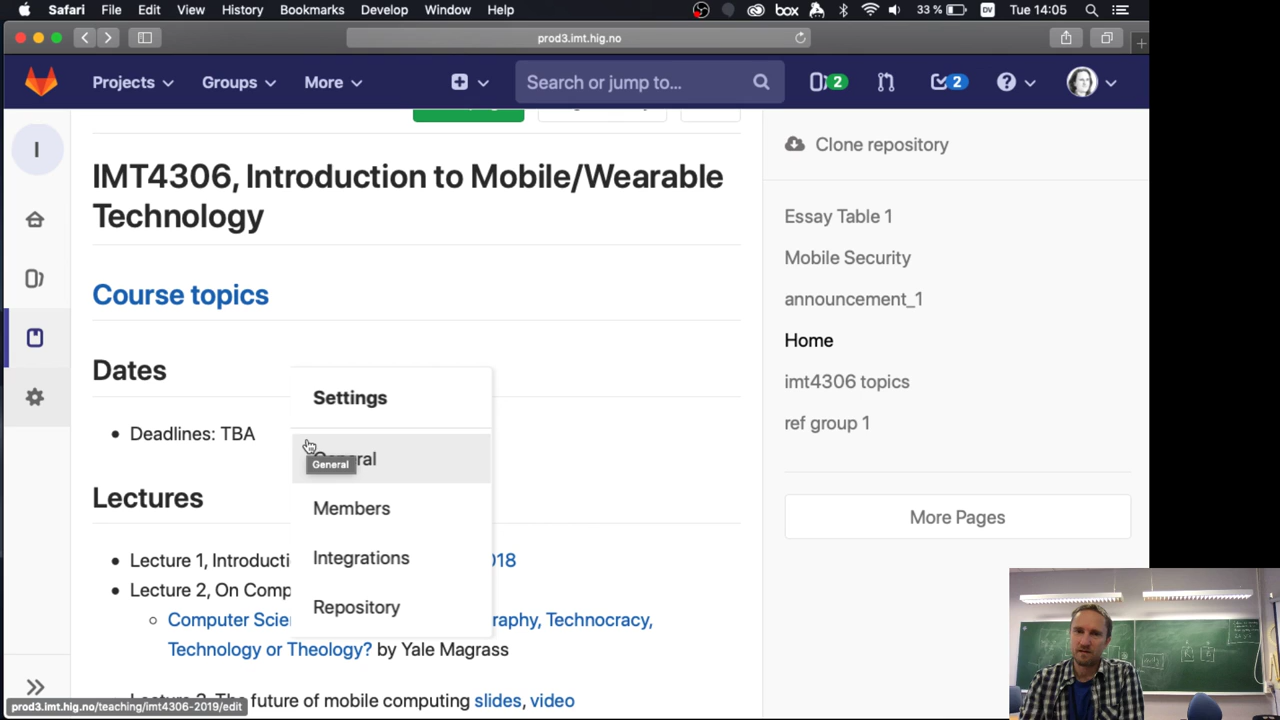 Safari File Edit View History Bookmarks Develop Window Help box 33 % DV Tue 14:05
prod3.imt.hig.no
Projects Groups More Search or jump to... 2 2
I
IMT4306, Introduction to Mobile/Wearable
Technology
Course topics
Dates
Deadlines: TBA
Lectures
Lecture 1, Introducti
18
Lecture 2, On Comp
Computer Scie
raphy, Technocracy,
Technology or Theology? by Yale Magrass
The future of mobile computing slides, video
Settings
General
General
Members
Integrations
Repository
Clone repository
Essay Table 1
Mobile Security
announcement_1
Home
imt4306 topics
ref group 1
More Pages
prod3.imt.hig.no/teaching/imt4306-2019/edit